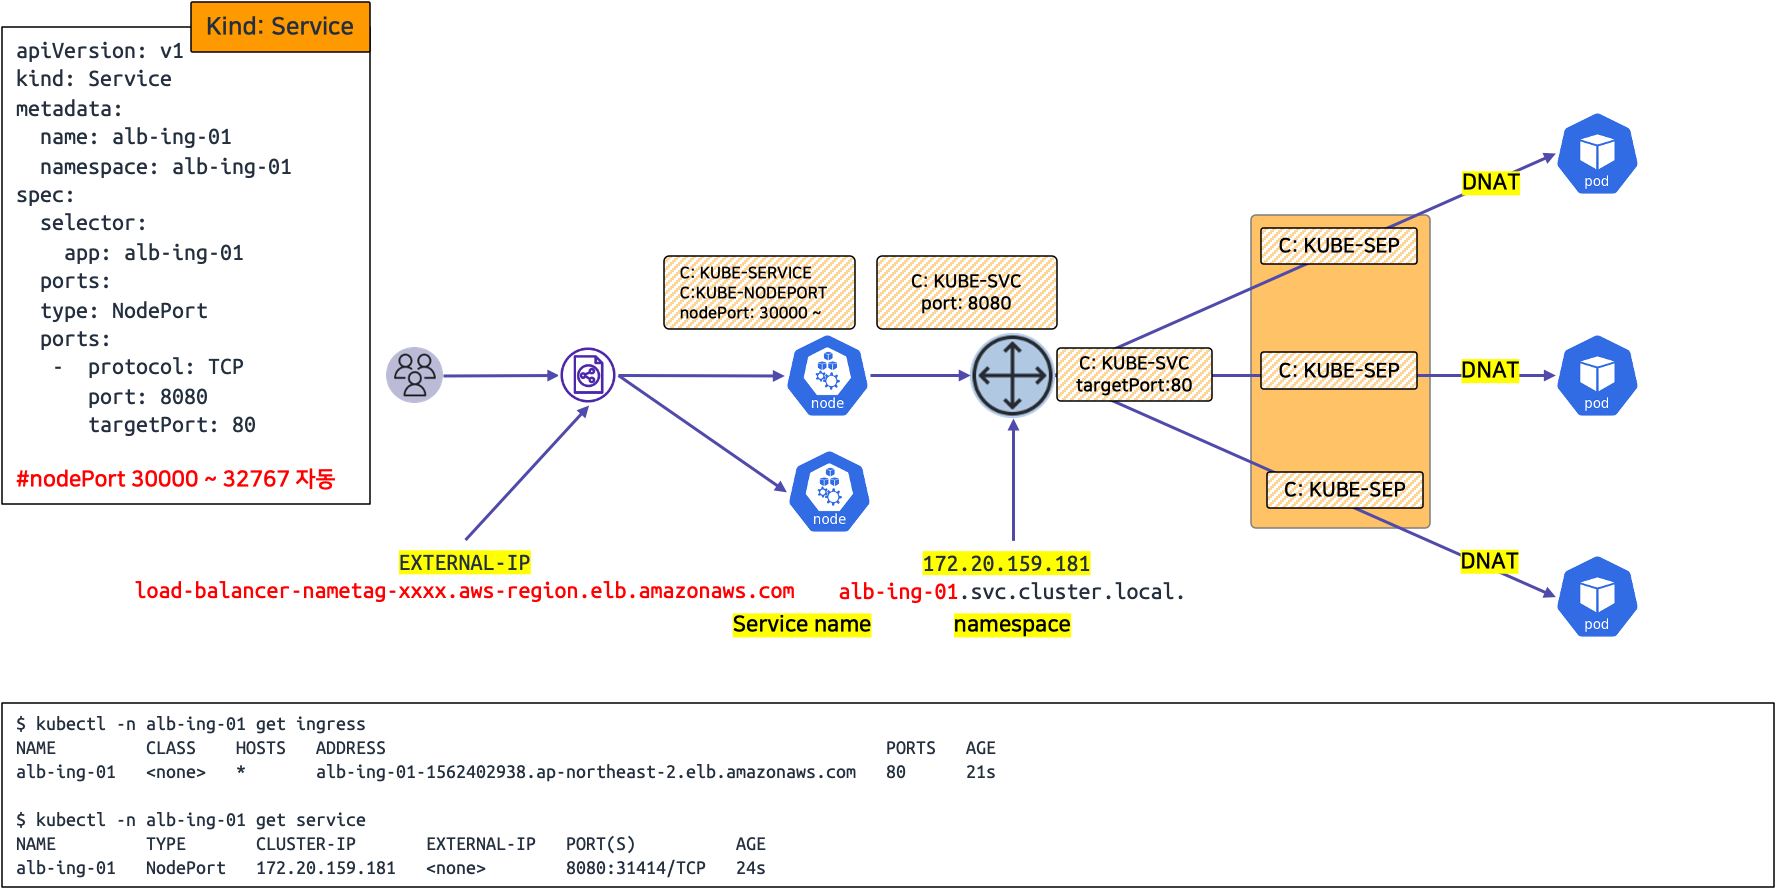 Kind: Service
apiVersion: v1
kind: Service
metadata:
  name: alb-ing-01
  namespace: alb-ing-01
spec:
  selector:
    app: alb-ing-01
  ports:
  type: NodePort
  ports:
   -  protocol: TCP
      port: 8080
      targetPort: 80
#nodePort 30000 ~ 32767 자동
C: KUBE-SERVICE
C:KUBE-NODEPORT
nodePort: 30000 ~
C: KUBE-SVC
port: 8080
node
node
C: KUBE-SVC
targetPort:80
C: KUBE-SEP
C: KUBE-SEP
C: KUBE-SEP
DNAT
DNAT
DNAT
pod
pod
pod
EXTERNAL-IP
load-balancer-nametag-xxxx.aws-region.elb.amazonaws.com
172.20.159.181
alb-ing-01.svc.cluster.local.
Service name
namespace
$ kubectl -n alb-ing-01 get ingress
NAME         CLASS    HOSTS   ADDRESS                                                  PORTS   AGE
alb-ing-01   <none>   *       alb-ing-01-1562402938.ap-northeast-2.elb.amazonaws.com   80      21s
$ kubectl -n alb-ing-01 get service
NAME         TYPE       CLUSTER-IP       EXTERNAL-IP   PORT(S)          AGE
alb-ing-01   NodePort   172.20.159.181   <none>        8080:31414/TCP   24s